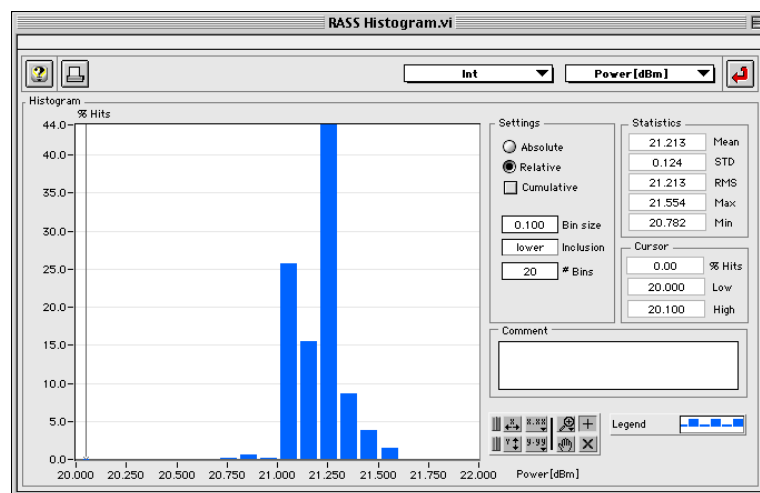 RASS Histogram.vi
Int
Power[dBm]
Histogram
% Hits
44.0
40.0
35.0
30.0
25.0
20.0
15.0
10.0
5.0
0.0
20.000 20.250 20.500 20.750 21.000 21.250 21.500 21.750 22.000
Power[dBm]
Settings
Absolute
Relative
Cumulative
0.100 Bin size
lower Inclusion
20 # Bins
Statistics
21.213 Mean
0.124 STD
21.213 RMS
21.554 Max
20.782 Min
Cursor
0.00 % Hits
20.000 Low
20.100 High
Comment
X X.XX
Y Y.YY
Legend